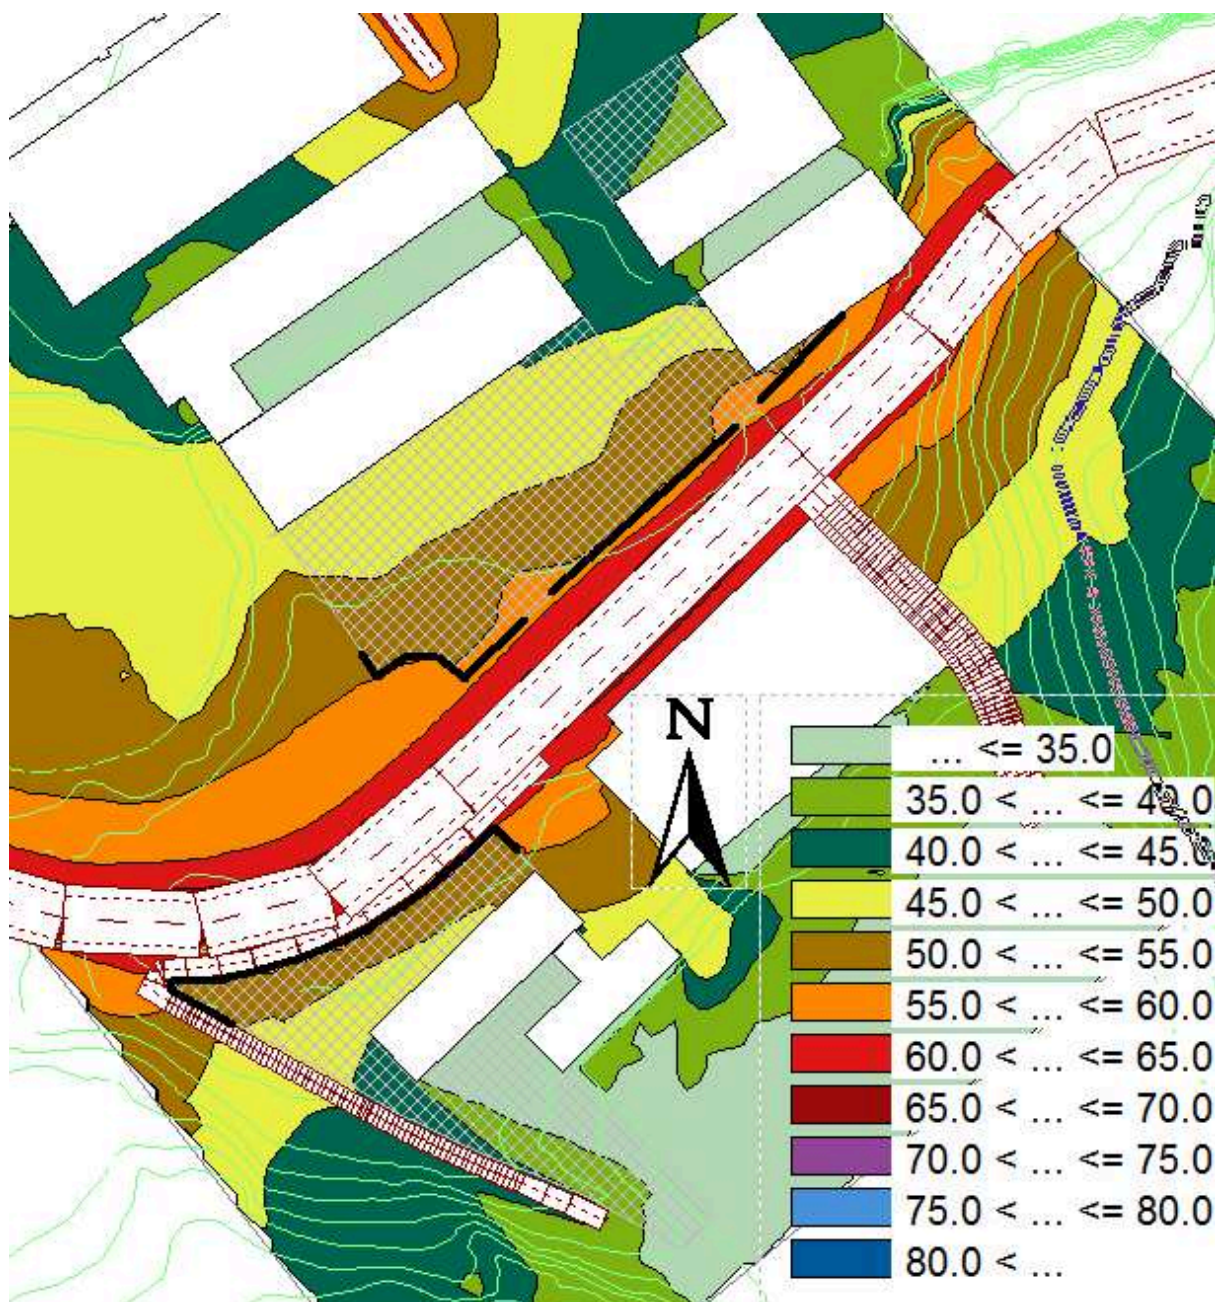 N
... <= 35.0
35.0 < ... <= 40.0
40.0 < ... <= 45.0
45.0 < ... <= 50.0
50.0 < ... <= 55.0
55.0 < ... <= 60.0
60.0 < ... <= 65.0
65.0 < ... <= 70.0
70.0 < ... <= 75.0
75.0 < ... <= 80.0
80.0 < ...